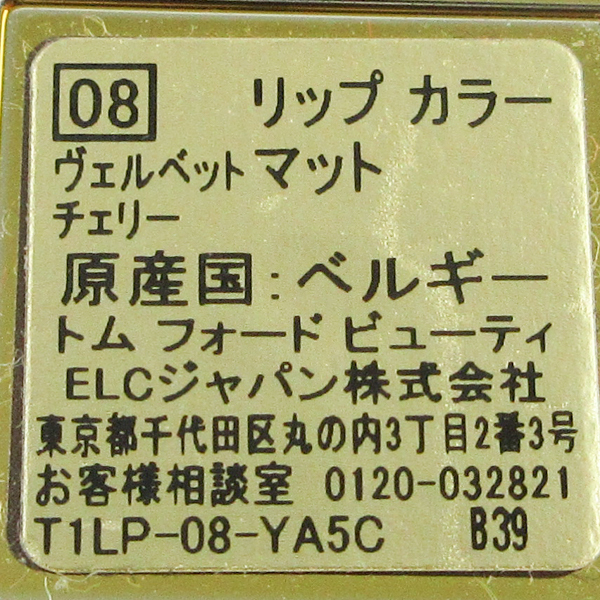 08 リップ カラー
ヴェルベット マット
チェリー
原産国：ベルギー
トム フォード ビューティ
ELCジャパン株式会社
東京都千代田区丸の内3丁目2番3号
お客様相談室 0120-032821
T1LP-08-YA5C B39